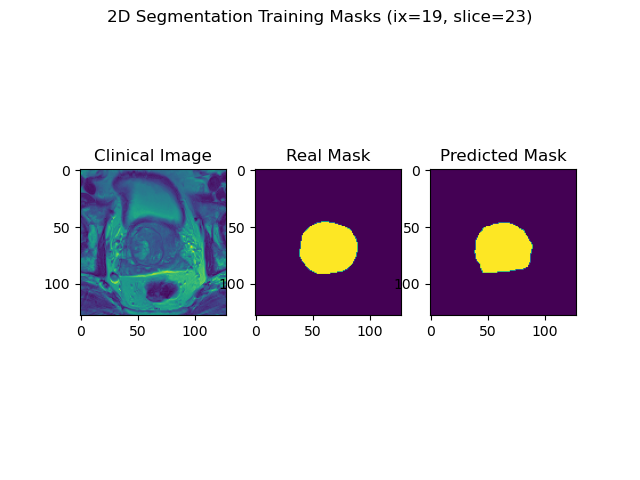 2D Segmentation Training Masks (ix=19, slice=23)
Clinical Image Real Mask Predicted Mask
0 0 0
50 50 50
100 100 100
0 50 100 0 50 100 0 50 100